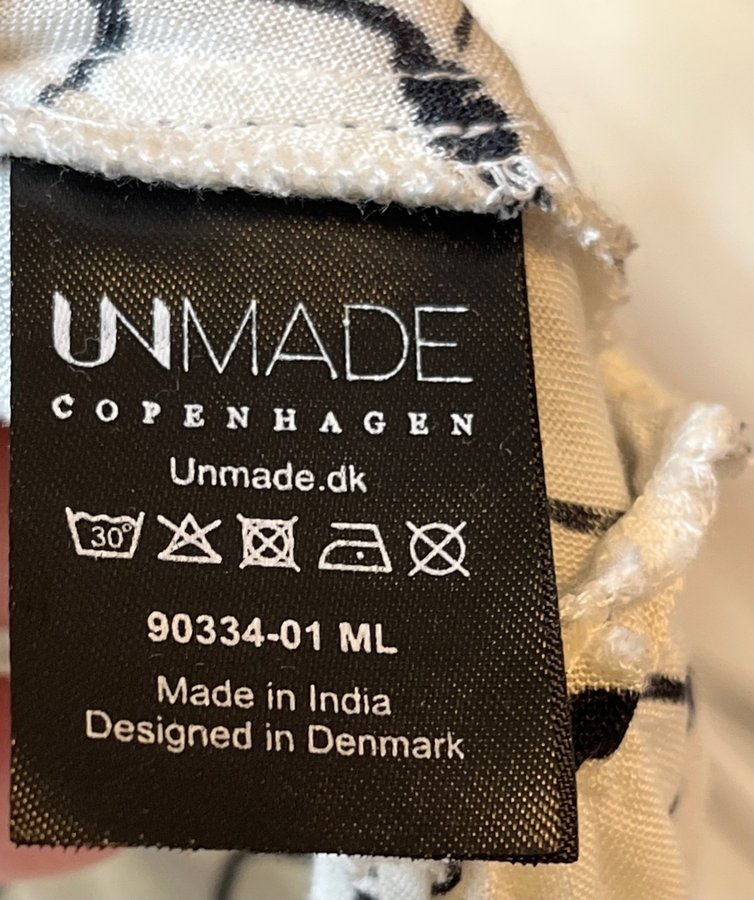 UNMADE
COPENHAGEN
Unmade.dk
30°
90334-01 ML
Made in India
Designed in Denmark